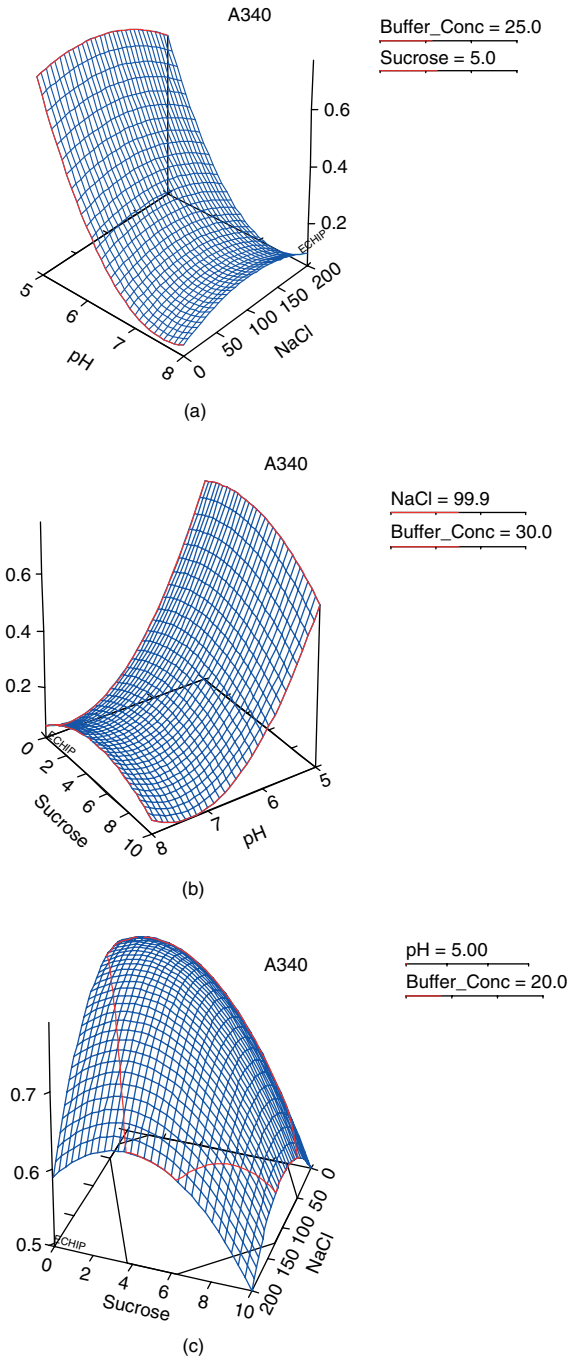 A340
Buffer_Conc = 25.0
Sucrose = 5.0
0.6
0.4
0.2
ECHIP
5
6
7
8
pH
0
50
100
150
200
NaCl
(a)
A340
NaCl = 99.9
Buffer_Conc = 30.0
0.6
0.4
0.2
ECHIP
0
2
4
6
8
10
Sucrose
8
7
6
5
pH
(b)
A340
pH = 5.00
Buffer_Conc = 20.0
0.7
0.6
0.5
ECHIP
0
2
4
6
8
10
Sucrose
0
50
100
150
200
NaCl
(c)